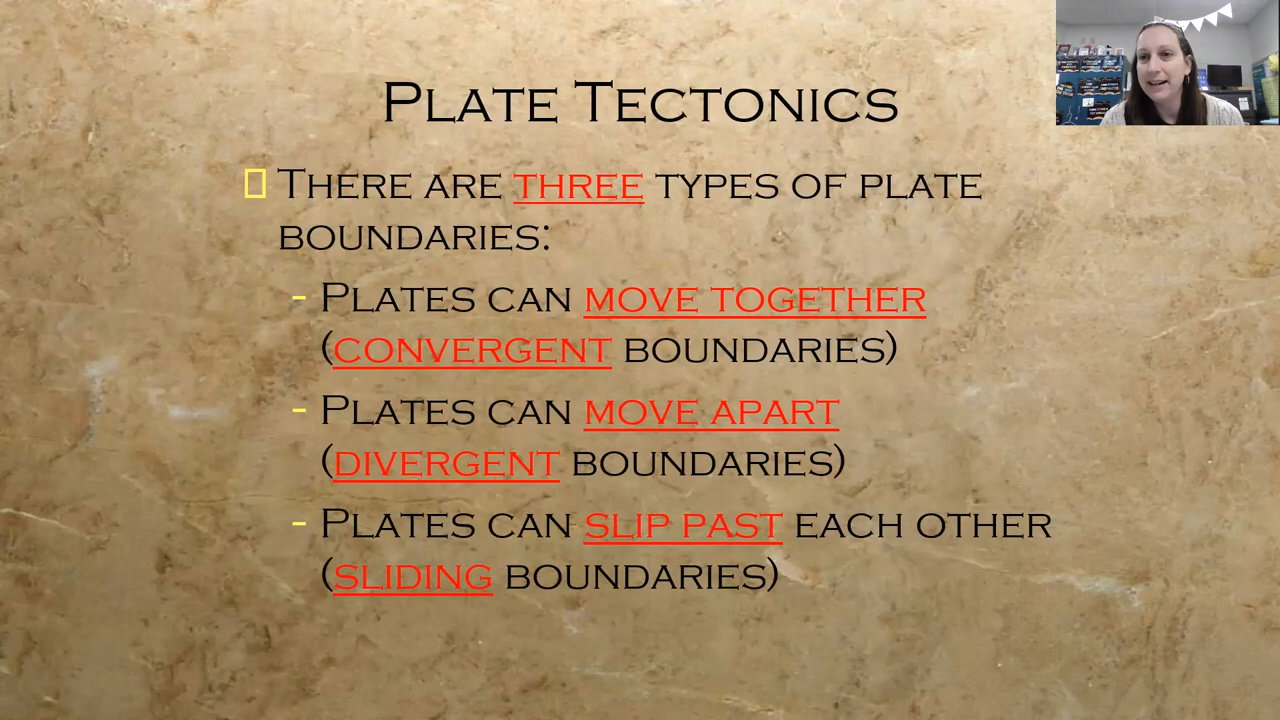 Plate Tectonics
There are three types of plate
boundaries:
- Plates can move together
(convergent boundaries)
- Plates can move apart
(divergent boundaries)
- Plates can slip past each other
(sliding boundaries)